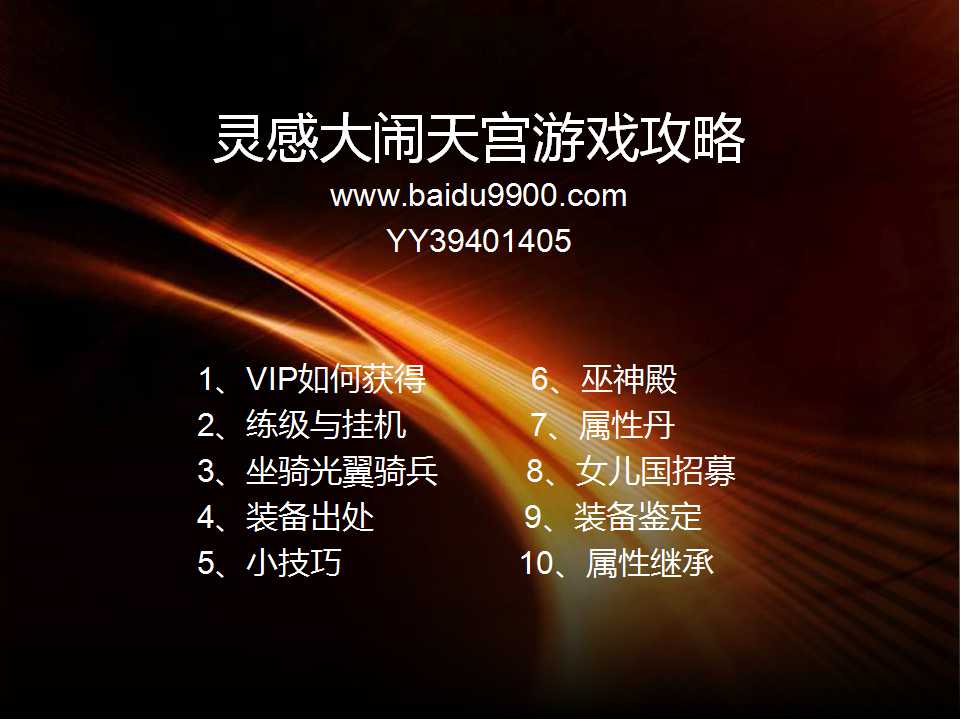 灵感大闹天宫游戏攻略
www.baidu9900.com
YY39401405
1、VIP如何获得
2、练级与挂机
3、坐骑光翼骑兵
4、装备出处
5、小技巧
6、巫神殿
7、属性丹
8、女儿国招募
9、装备鉴定
10、属性继承